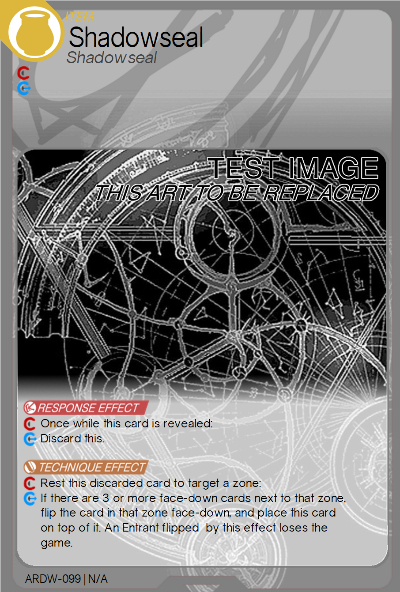 Shadowseal
Shadowseal
TEST IMAGE
THIS ART TO BE REPLACED
RESPONSE EFFECT
Once while this card is revealed:
Discard this.
TECHNIQUE EFFECT
Rest this discarded card to target a zone:
If there are 3 or more face-down cards next to that zone,
flip the card in that zone face-down, and place this card
on top of it. An Entrant flipped by this effect loses the
game.
ARDW-099 | N/A